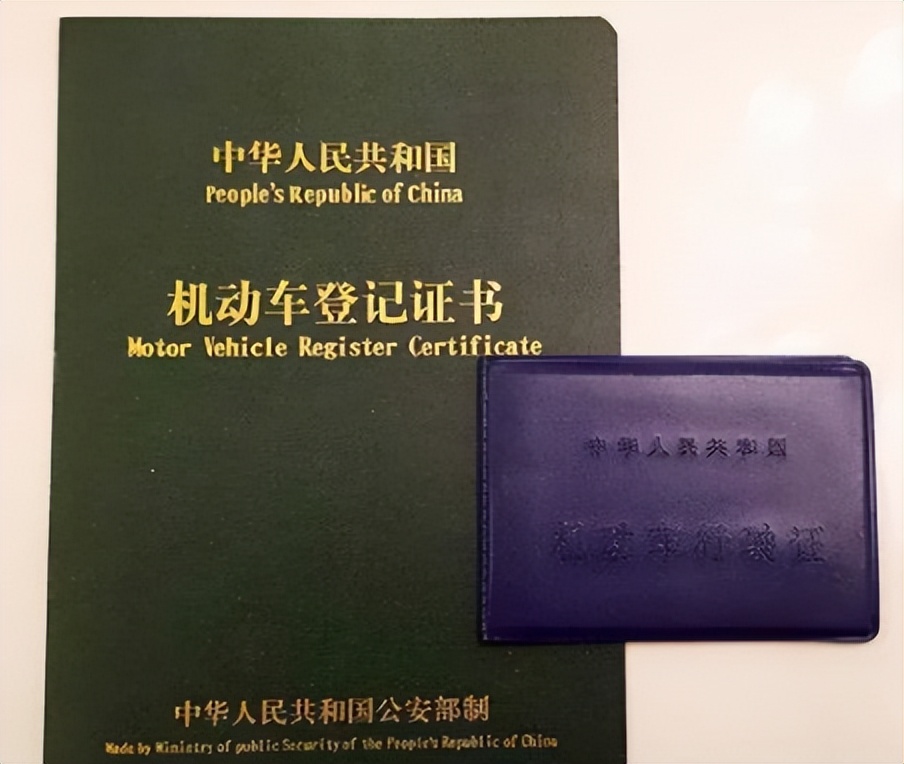 中华人民共和国
People's Republic of China
机动车登记证书
Motor Vehicle Register Certificate
中华人民共和国公安部制
Made by Ministry of public Security of the People's Republic of China
中华人民共和国
机动车行驶证